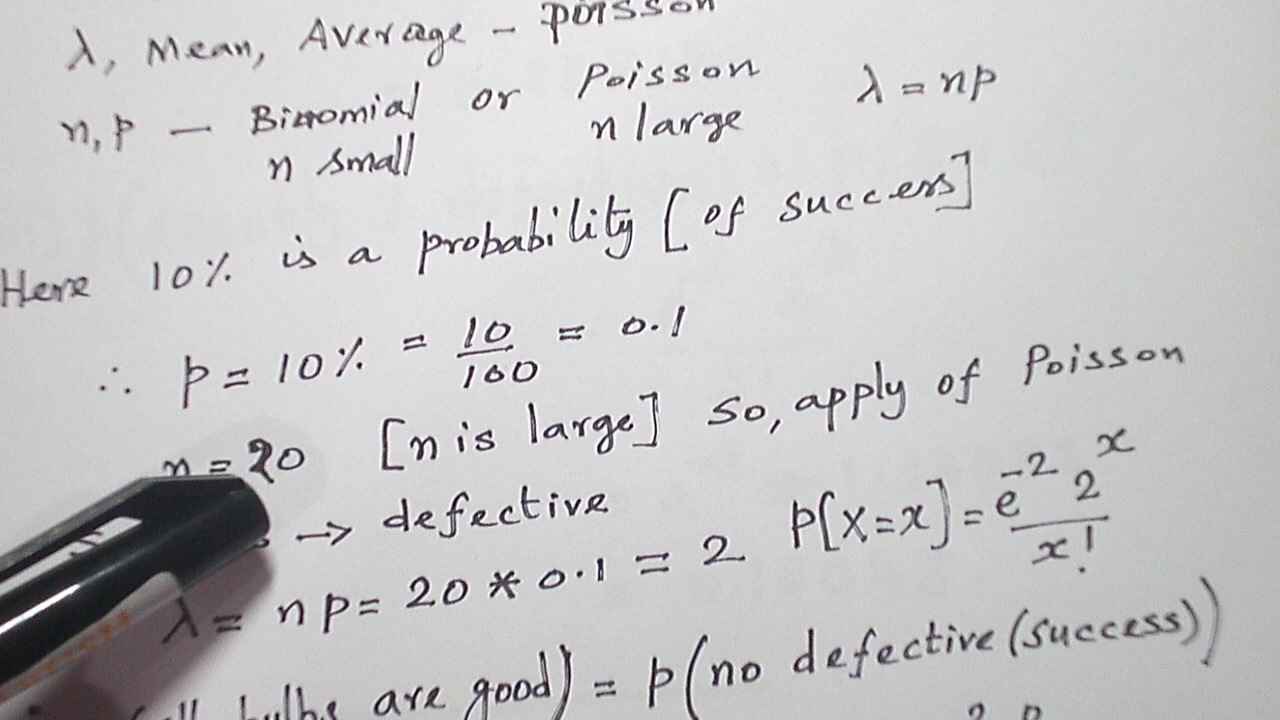 λ, Mean, Average - Poisson
n, p — Binomial or Poisson λ = np
n small n large
Here 10% is a probability [of success]
∴ p = 10% = 10/100 = 0.1
n = 20 [n is large] so, apply of Poisson
→ defective P[X=x] = e^-2 2^x / x!
λ = np = 20 * 0.1 = 2
bulbs are good) = P(no defective (success))